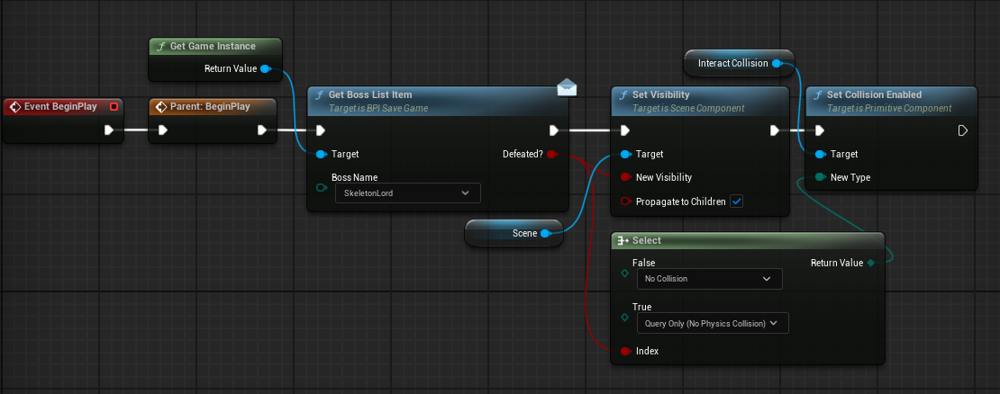 Get Game Instance
Return Value
Event BeginPlay
Parent: BeginPlay
Get Boss List Item
Target is BPI Save Game
Target
Defeated?
Boss Name
SkeletonLord
Scene
Interact Collision
Set Visibility
Target is Scene Component
Target
New Visibility
Propagate to Children
Set Collision Enabled
Target is Primitive Component
Target
New Type
Select
False
Return Value
No Collision
True
Query Only (No Physics Collision)
Index